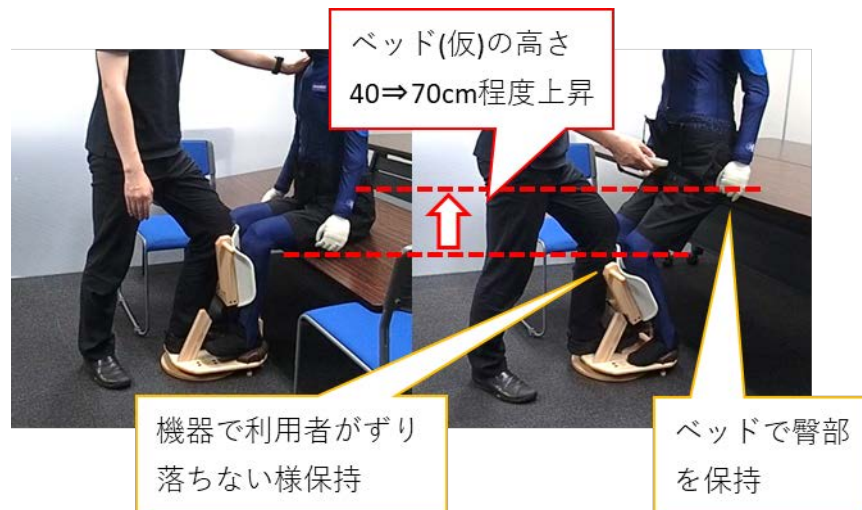 ベッド(仮)の高さ
40⇒70cm程度上昇
機器で利用者がずり
落ちない様保持
ベッドで臀部
を保持